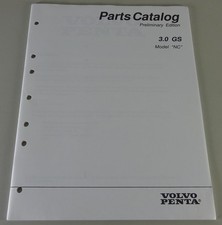 Parts Catalog
Preliminary Edition
3.0 GS
Model "NC"
VOLVO
PENTA